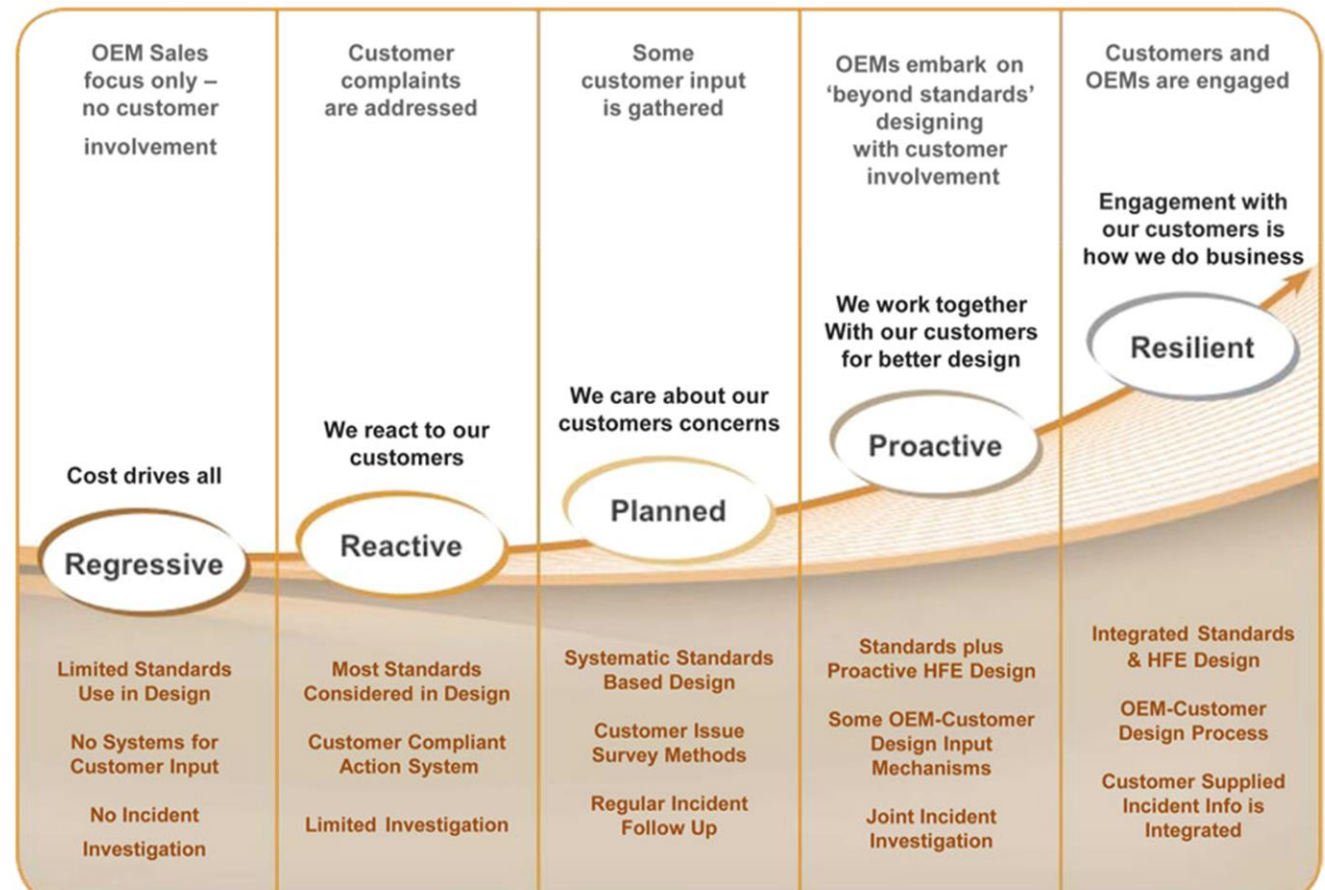 OEM Sales
focus only –
no customer
involvement
Cost drives all
Regressive
Limited Standards
Use in Design
No Systems for
Customer Input
No Incident
Investigation
Customer
complaints
are addressed
We react to our
customers
Reactive
Most Standards
Considered in Design
Customer Compliant
Action System
Limited Investigation
Some
customer input
is gathered
We care about our
customers concerns
Planned
Systematic Standards
Based Design
Customer Issue
Survey Methods
Regular Incident
Follow Up
OEMs embark on
‘beyond standards’
designing
with customer
involvement
We work together
With our customers
for better design
Proactive
Standards plus
Proactive HFE Design
Some OEM-Customer
Design Input
Mechanisms
Joint Incident
Investigation
Customers and
OEMs are engaged
Engagement with
our customers is
how we do business
Resilient
Integrated Standards
& HFE Design
OEM-Customer
Design Process
Customer Supplied
Incident Info is
Integrated